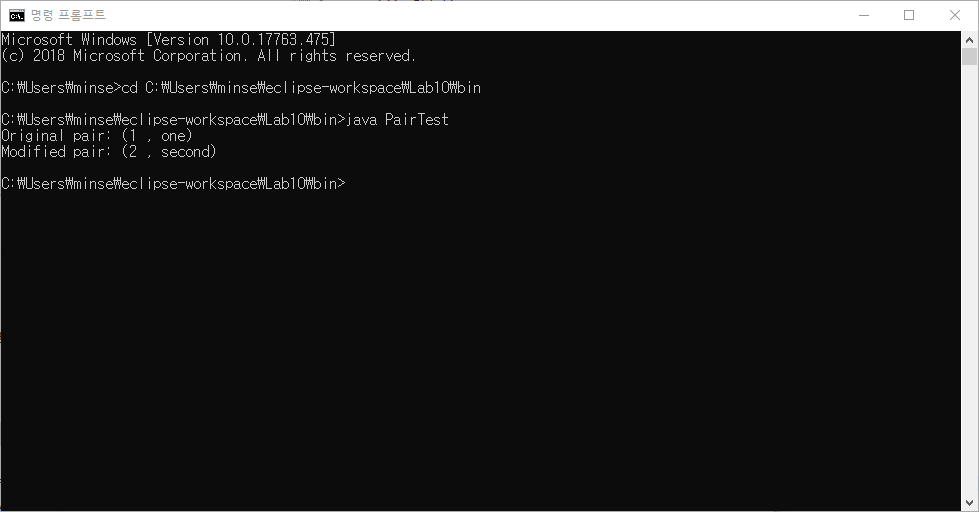 명령 프롬프트
Microsoft Windows [Version 10.0.17763.475]
(c) 2018 Microsoft Corporation. All rights reserved.
C:₩Users₩minse>cd C:₩Users₩minse₩eclipse-workspace₩Lab10₩bin
C:₩Users₩minse₩eclipse-workspace₩Lab10₩bin>java PairTest
Original pair: (1 , one)
Modified pair: (2 , second)
C:₩Users₩minse₩eclipse-workspace₩Lab10₩bin>